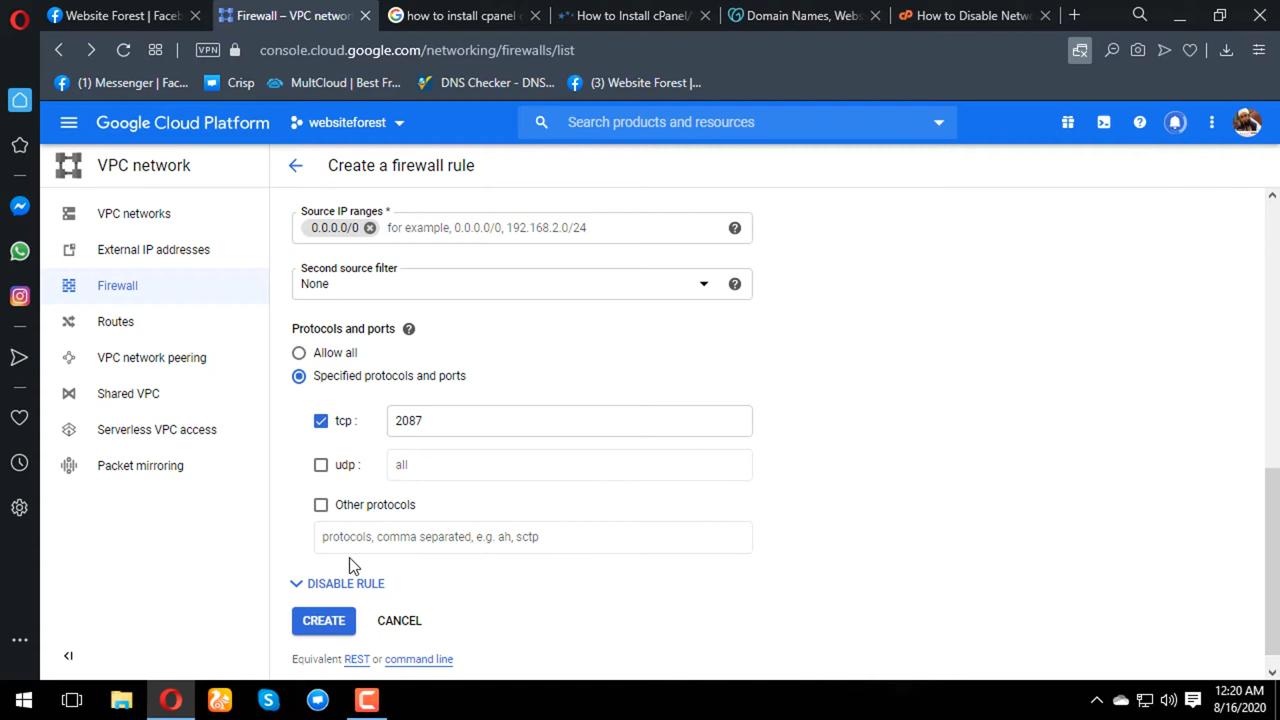 Website Forest | Faceb
Firewall – VPC networ
how to install cpanel o
How to Install cPanel/
Domain Names, Webs
How to Disable Netw
VPN
console.cloud.google.com/networking/firewalls/list
(1) Messenger | Fac...
Crisp
MultCloud | Best Fr...
DNS Checker - DNS...
(3) Website Forest |...
Google Cloud Platform
websiteforest
Search products and resources
VPC network
Create a firewall rule
VPC networks
External IP addresses
Firewall
Routes
VPC network peering
Shared VPC
Serverless VPC access
Packet mirroring
Source IP ranges *
0.0.0.0/0
for example, 0.0.0.0/0, 192.168.2.0/24
Second source filter
None
Protocols and ports
Allow all
Specified protocols and ports
tcp :
2087
udp :
all
Other protocols
protocols, comma separated, e.g. ah, sctp
DISABLE RULE
CREATE
CANCEL
Equivalent REST or command line
12:20 AM
8/16/2020